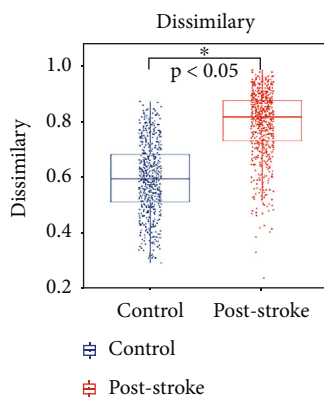 Dissimilary
*
p < 0.05
Dissimilary
1.0
0.8
0.6
0.4
0.2
Control Post-stroke
Control
Post-stroke